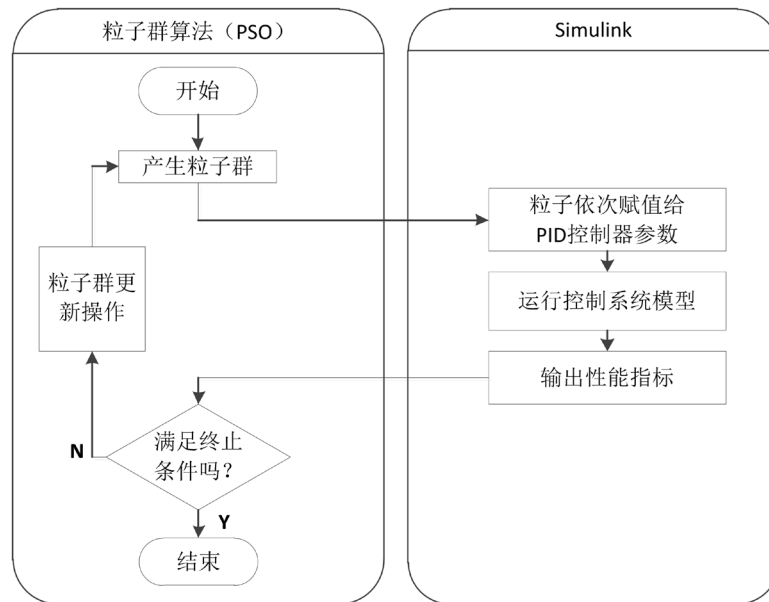 粒子群算法（PSO）
Simulink
开始
产生粒子群
粒子依次赋值给
PID控制器参数
粒子群更
新操作
运行控制系统模型
输出性能指标
满足终止
条件吗？
N
Y
结束